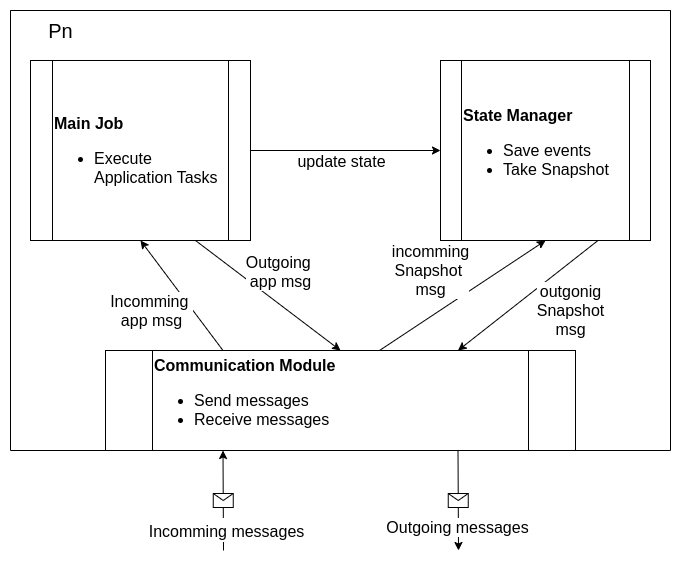 Pn
Main Job
• Execute
Application Tasks
State Manager
• Save events
• Take Snapshot
update state
Incomming
app msg
Outgoing
app msg
incomming
Snapshot
msg
outgonig
Snapshot
msg
Communication Module
• Send messages
• Receive messages
Incomming messages
Outgoing messages